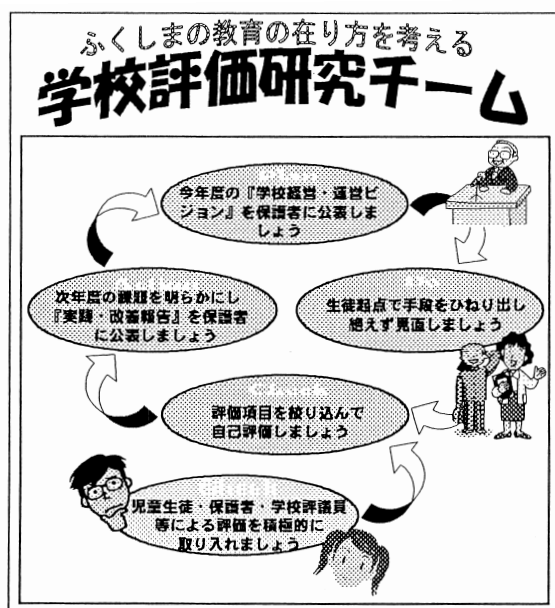 ふくしまの教育の在り方を考える
学校評価研究チーム
今年度の『学校経営・運営ビ
ジョン』を保護者に公表しま
しょう
次年度の課題を明らかにし
『実践・改善報告』を保護者
に公表しましょう
生徒起点で手段をひねり出し
絶えず見直しましょう
Check
評価項目を絞り込んで
自己評価しましょう
児童生徒・保護者・学校評議員
等による評価を積極的に
取り入れましょう